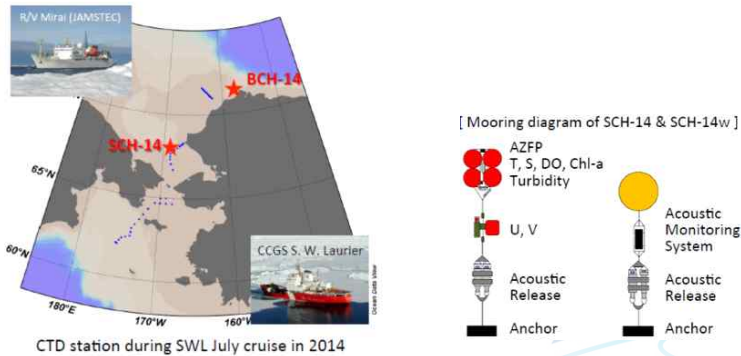 R/V Mirai (JAMSTEC)
BCH-14
SCH-14
65°N
60°N
CCGS S. W. Laurier
Ocean Data View
180°E
170°W
160°W
CTD station during SWL July cruise in 2014
[ Mooring diagram of SCH-14 & SCH-14w ]
AZFP
T, S, DO, Chl-a
Turbidity
U, V
Acoustic
Release
Anchor
Acoustic
Monitoring
System
Acoustic
Release
Anchor